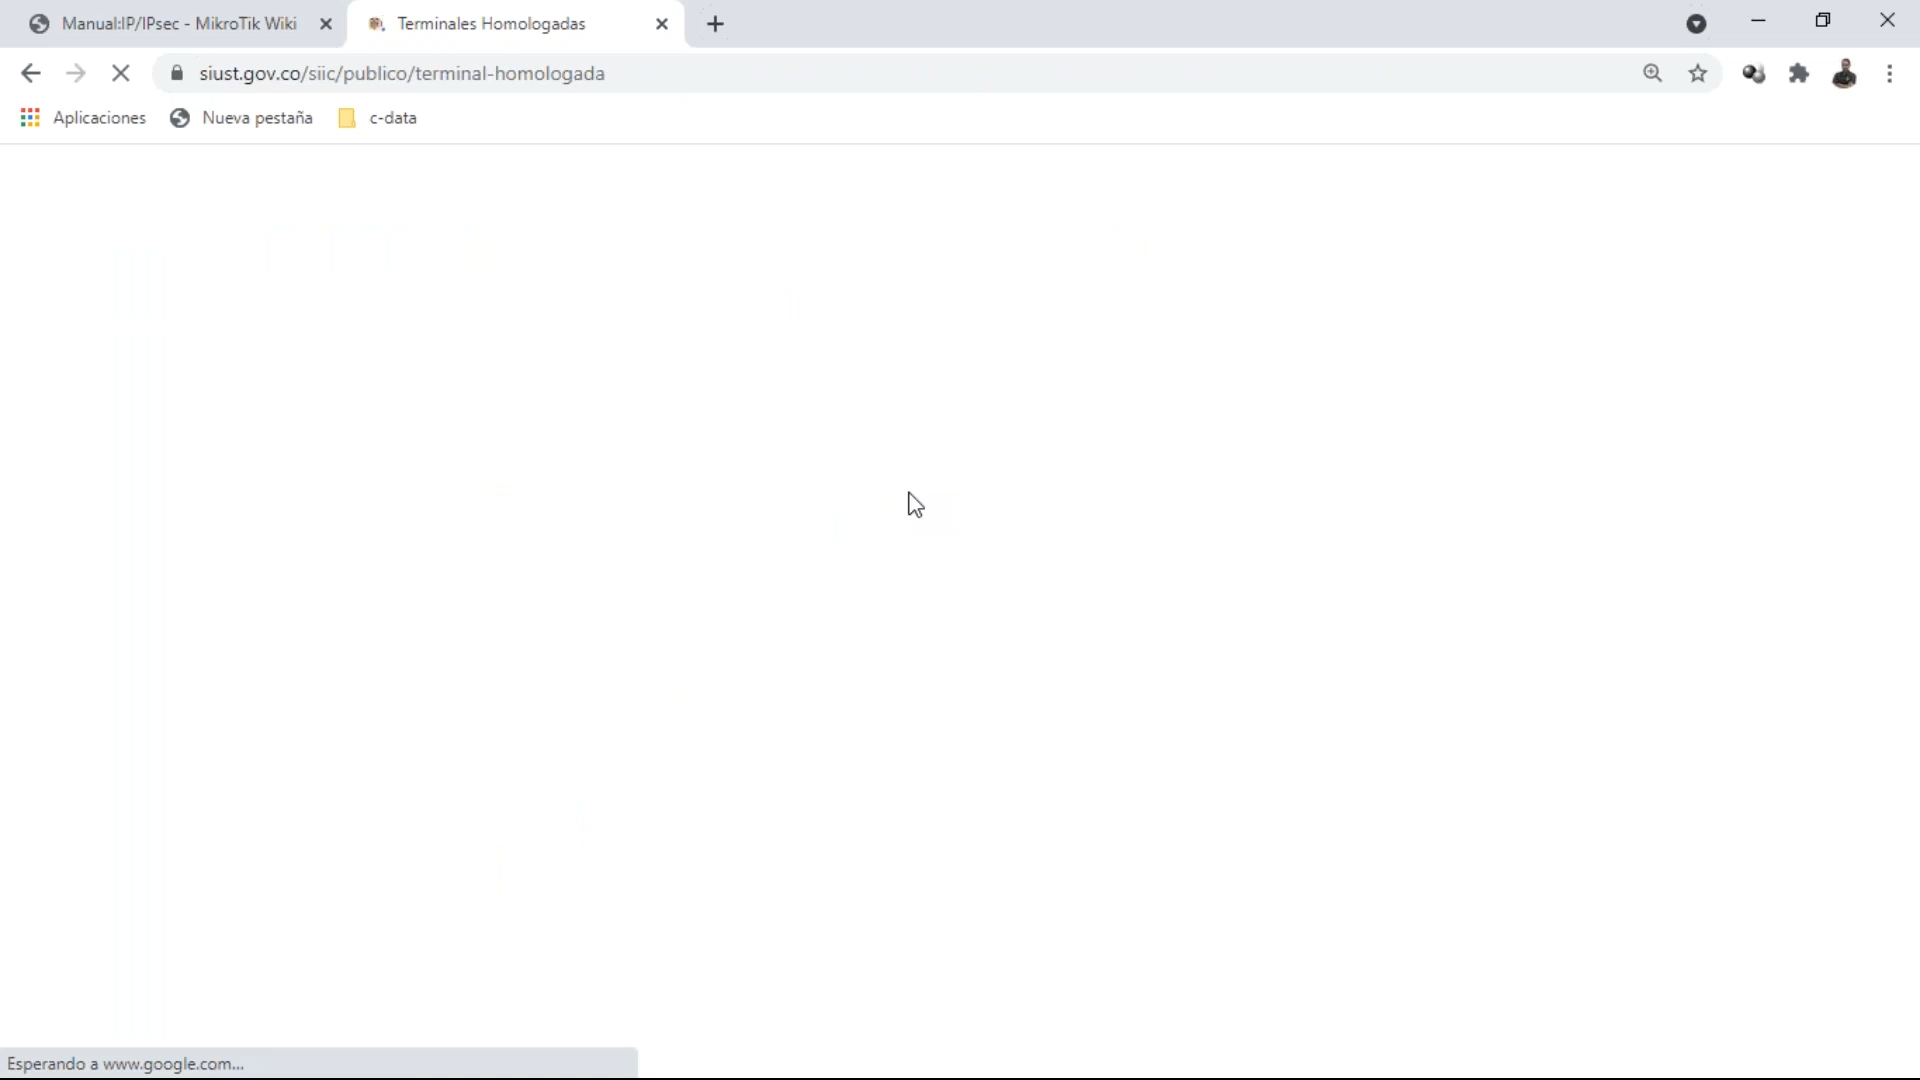 Manual:IP/IPsec - MikroTik Wiki
Terminales Homologadas
siust.gov.co/siic/publico/terminal-homologada
Aplicaciones
Nueva pestaña
c-data
Esperando a www.google.com...